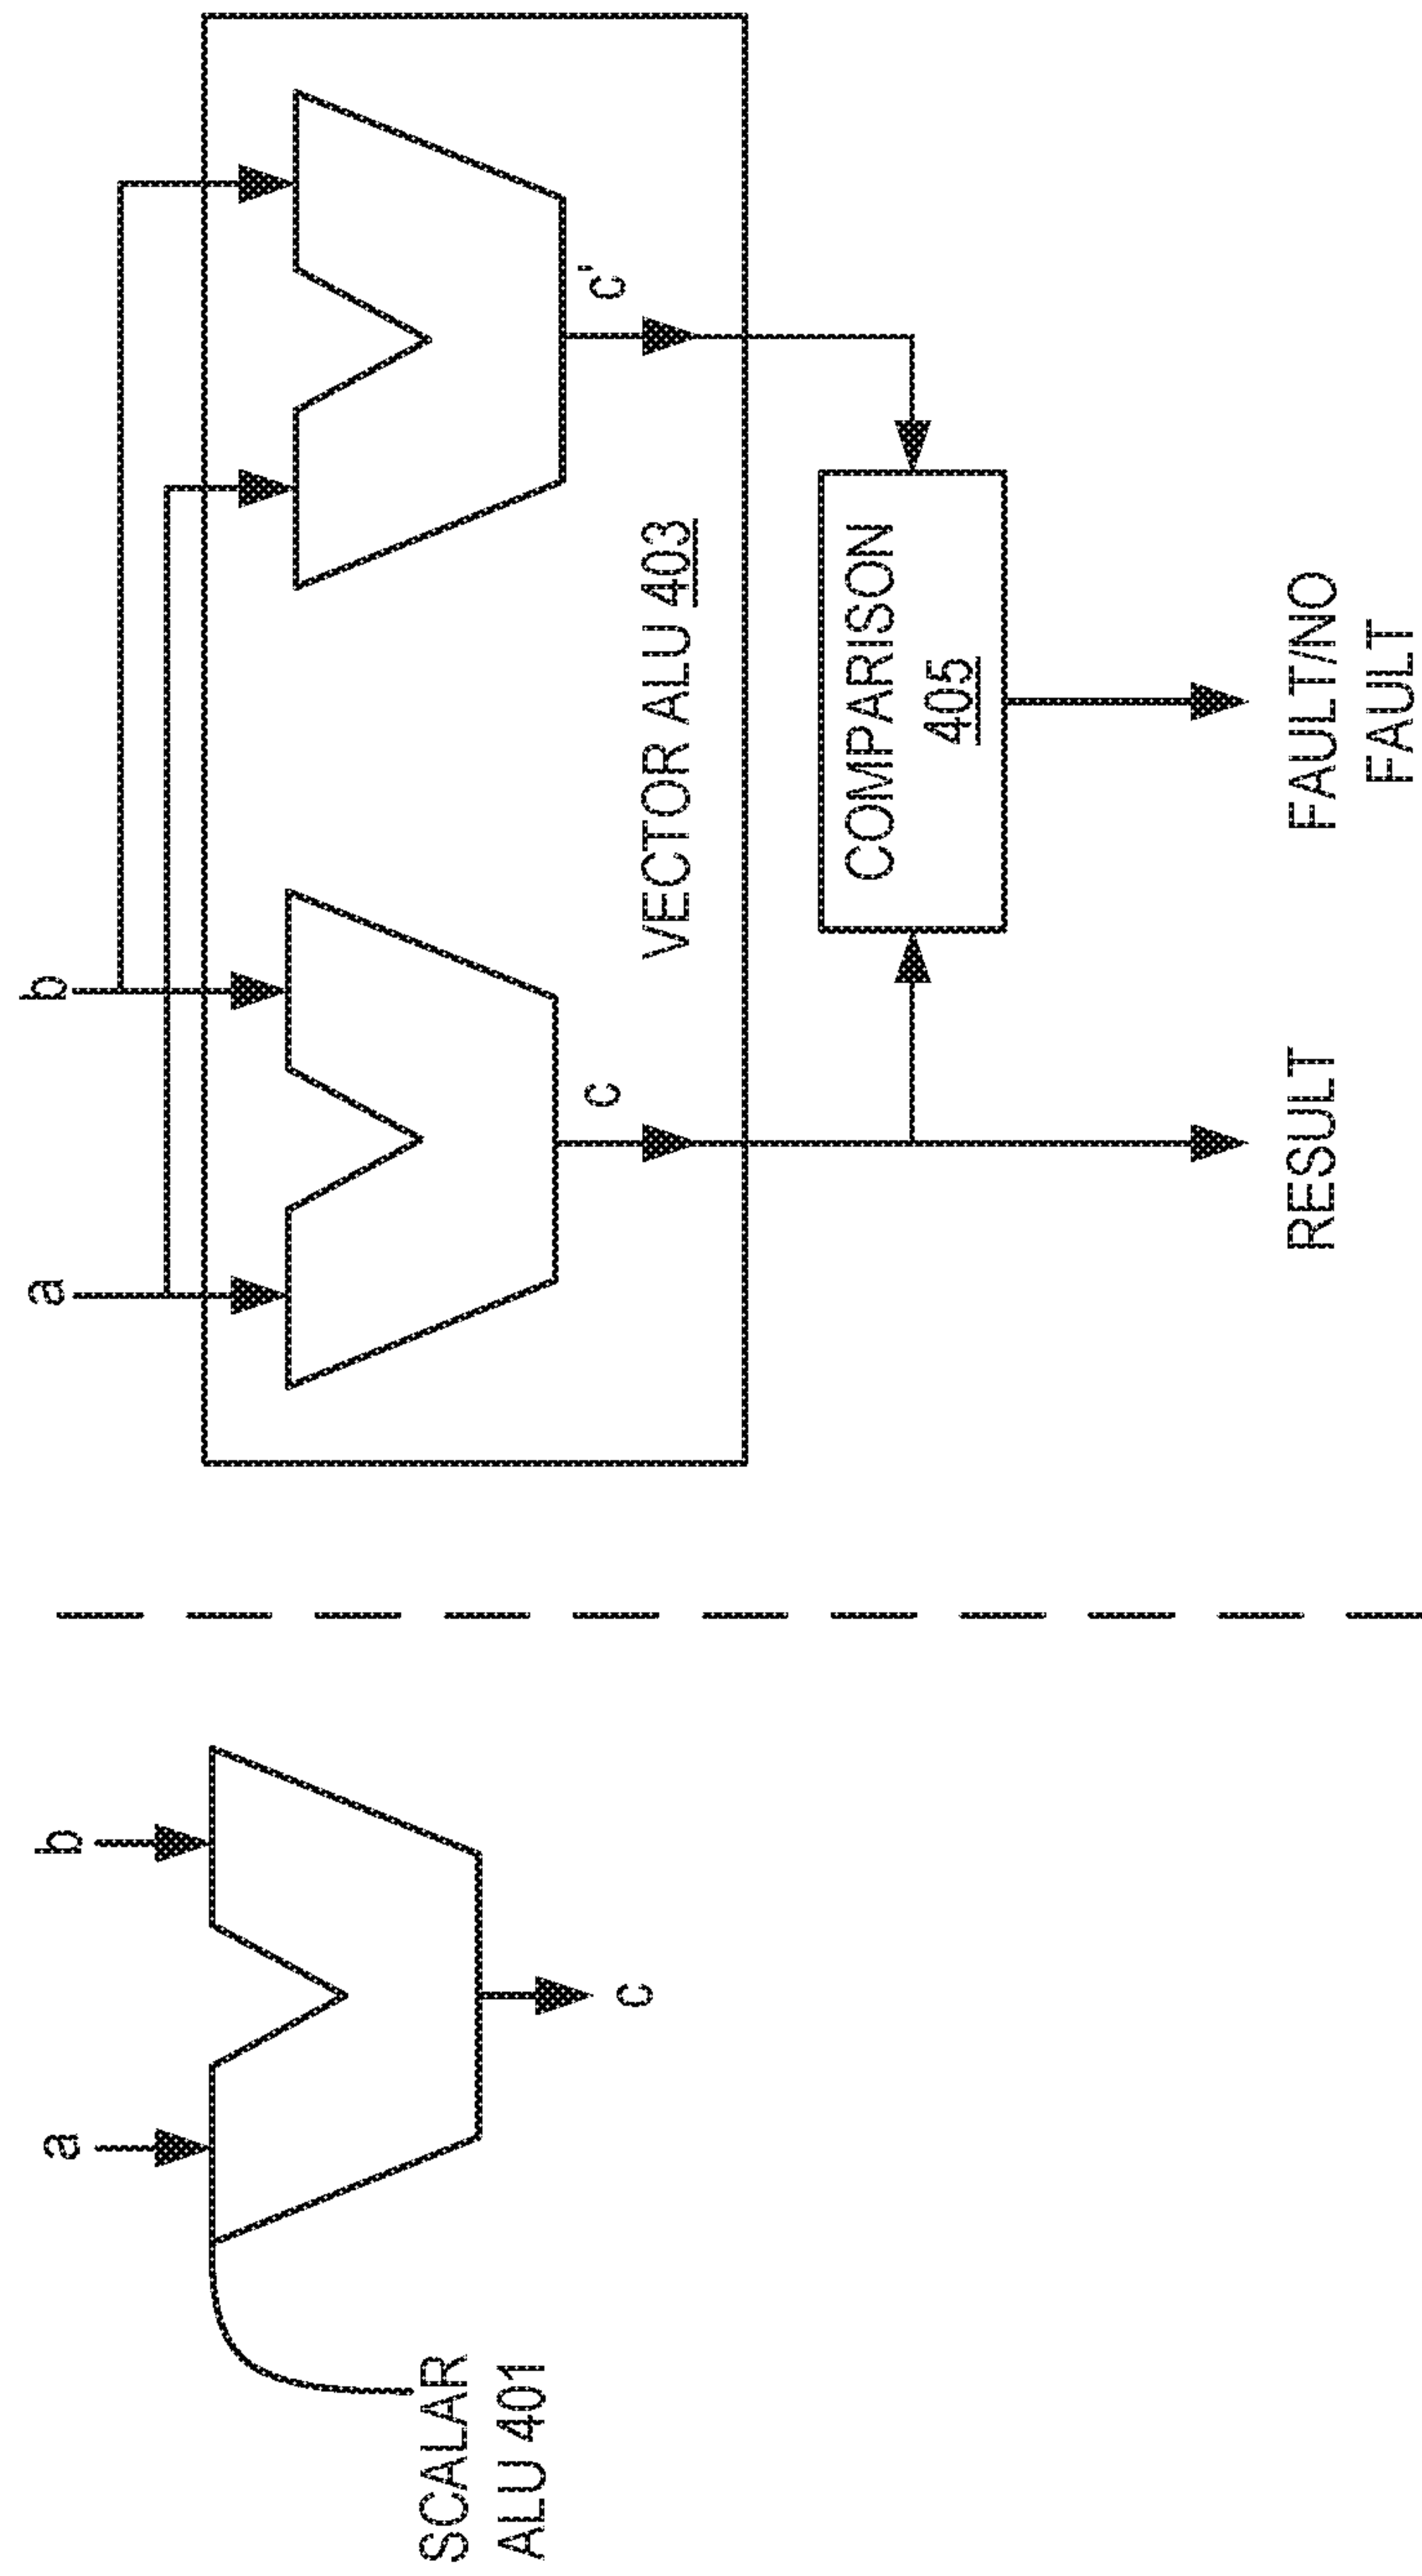 a
b
SCALAR
ALU 401
c
a
b
c
c'
VECTOR ALU 403
COMPARISON
405
RESULT
FAULT/NO
FAULT